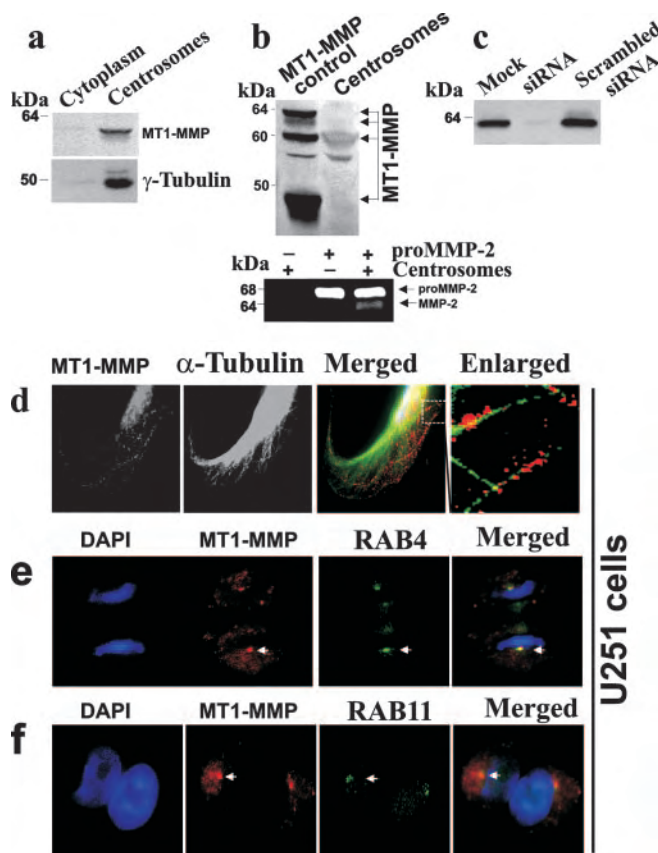 a
Cytoplasm
Centrosomes
kDa
64
MT1-MMP
50
γ-Tubulin
b
MT1-MMP
control
Centrosomes
kDa
64
60
50
MT1-MMP
− + + proMMP-2
kDa + − + Centrosomes
68 proMMP-2
64 MMP-2
c
Mock
siRNA
Scrambled
siRNA
kDa
64
d
MT1-MMP α-Tubulin Merged Enlarged
e
DAPI MT1-MMP RAB4 Merged
f
DAPI MT1-MMP RAB11 Merged
U251 cells